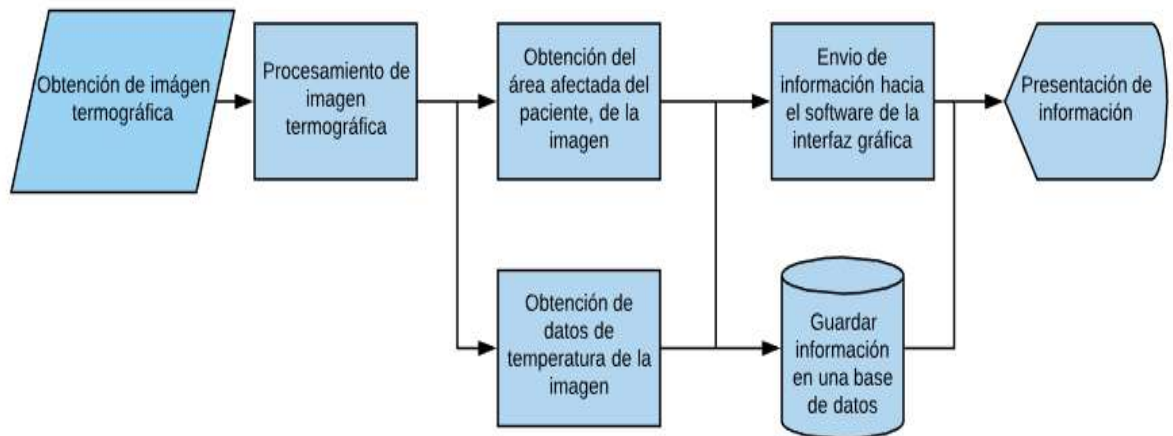 Obtención de imágen
termográfica
Procesamiento de
imagen
termográfica
Obtención del
área afectada del
paciente, de la
imagen
Envio de
información hacia
el software de la
interfaz gráfica
Presentación de
información
Obtención de
datos de
temperatura de la
imagen
Guardar
información
en una base
de datos